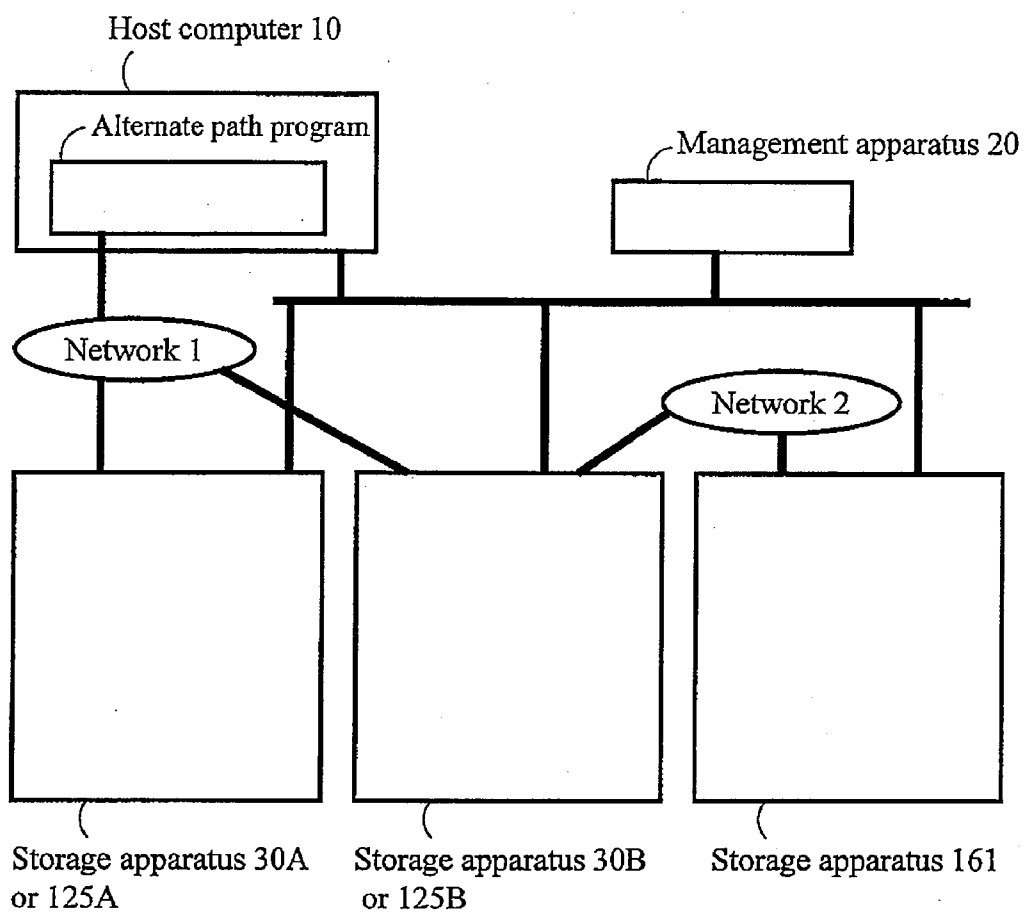 Host computer 10
Alternate path program
Management apparatus 20
Network 1
Network 2
Storage apparatus 30A
or 125A
Storage apparatus 30B
or 125B
Storage apparatus 161